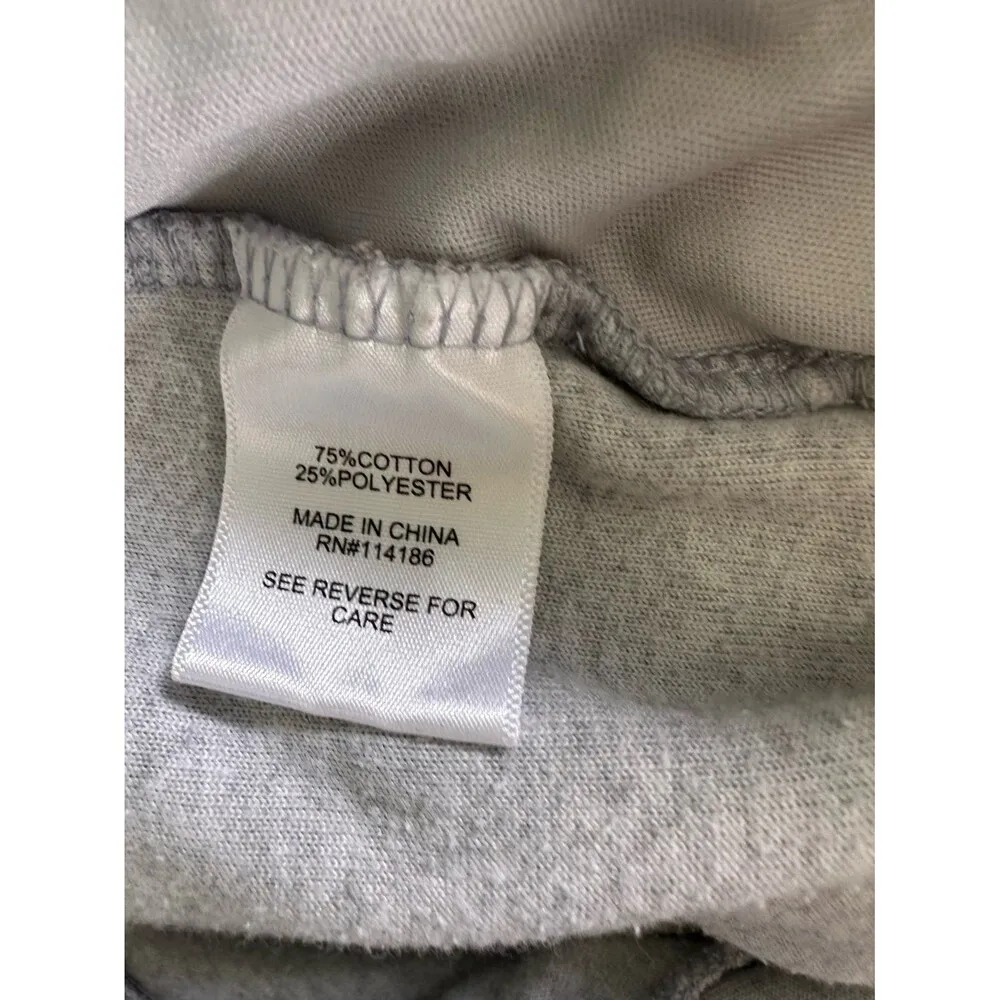 75%COTTON
25%POLYESTER
MADE IN CHINA
RN#114186
SEE REVERSE FOR
CARE